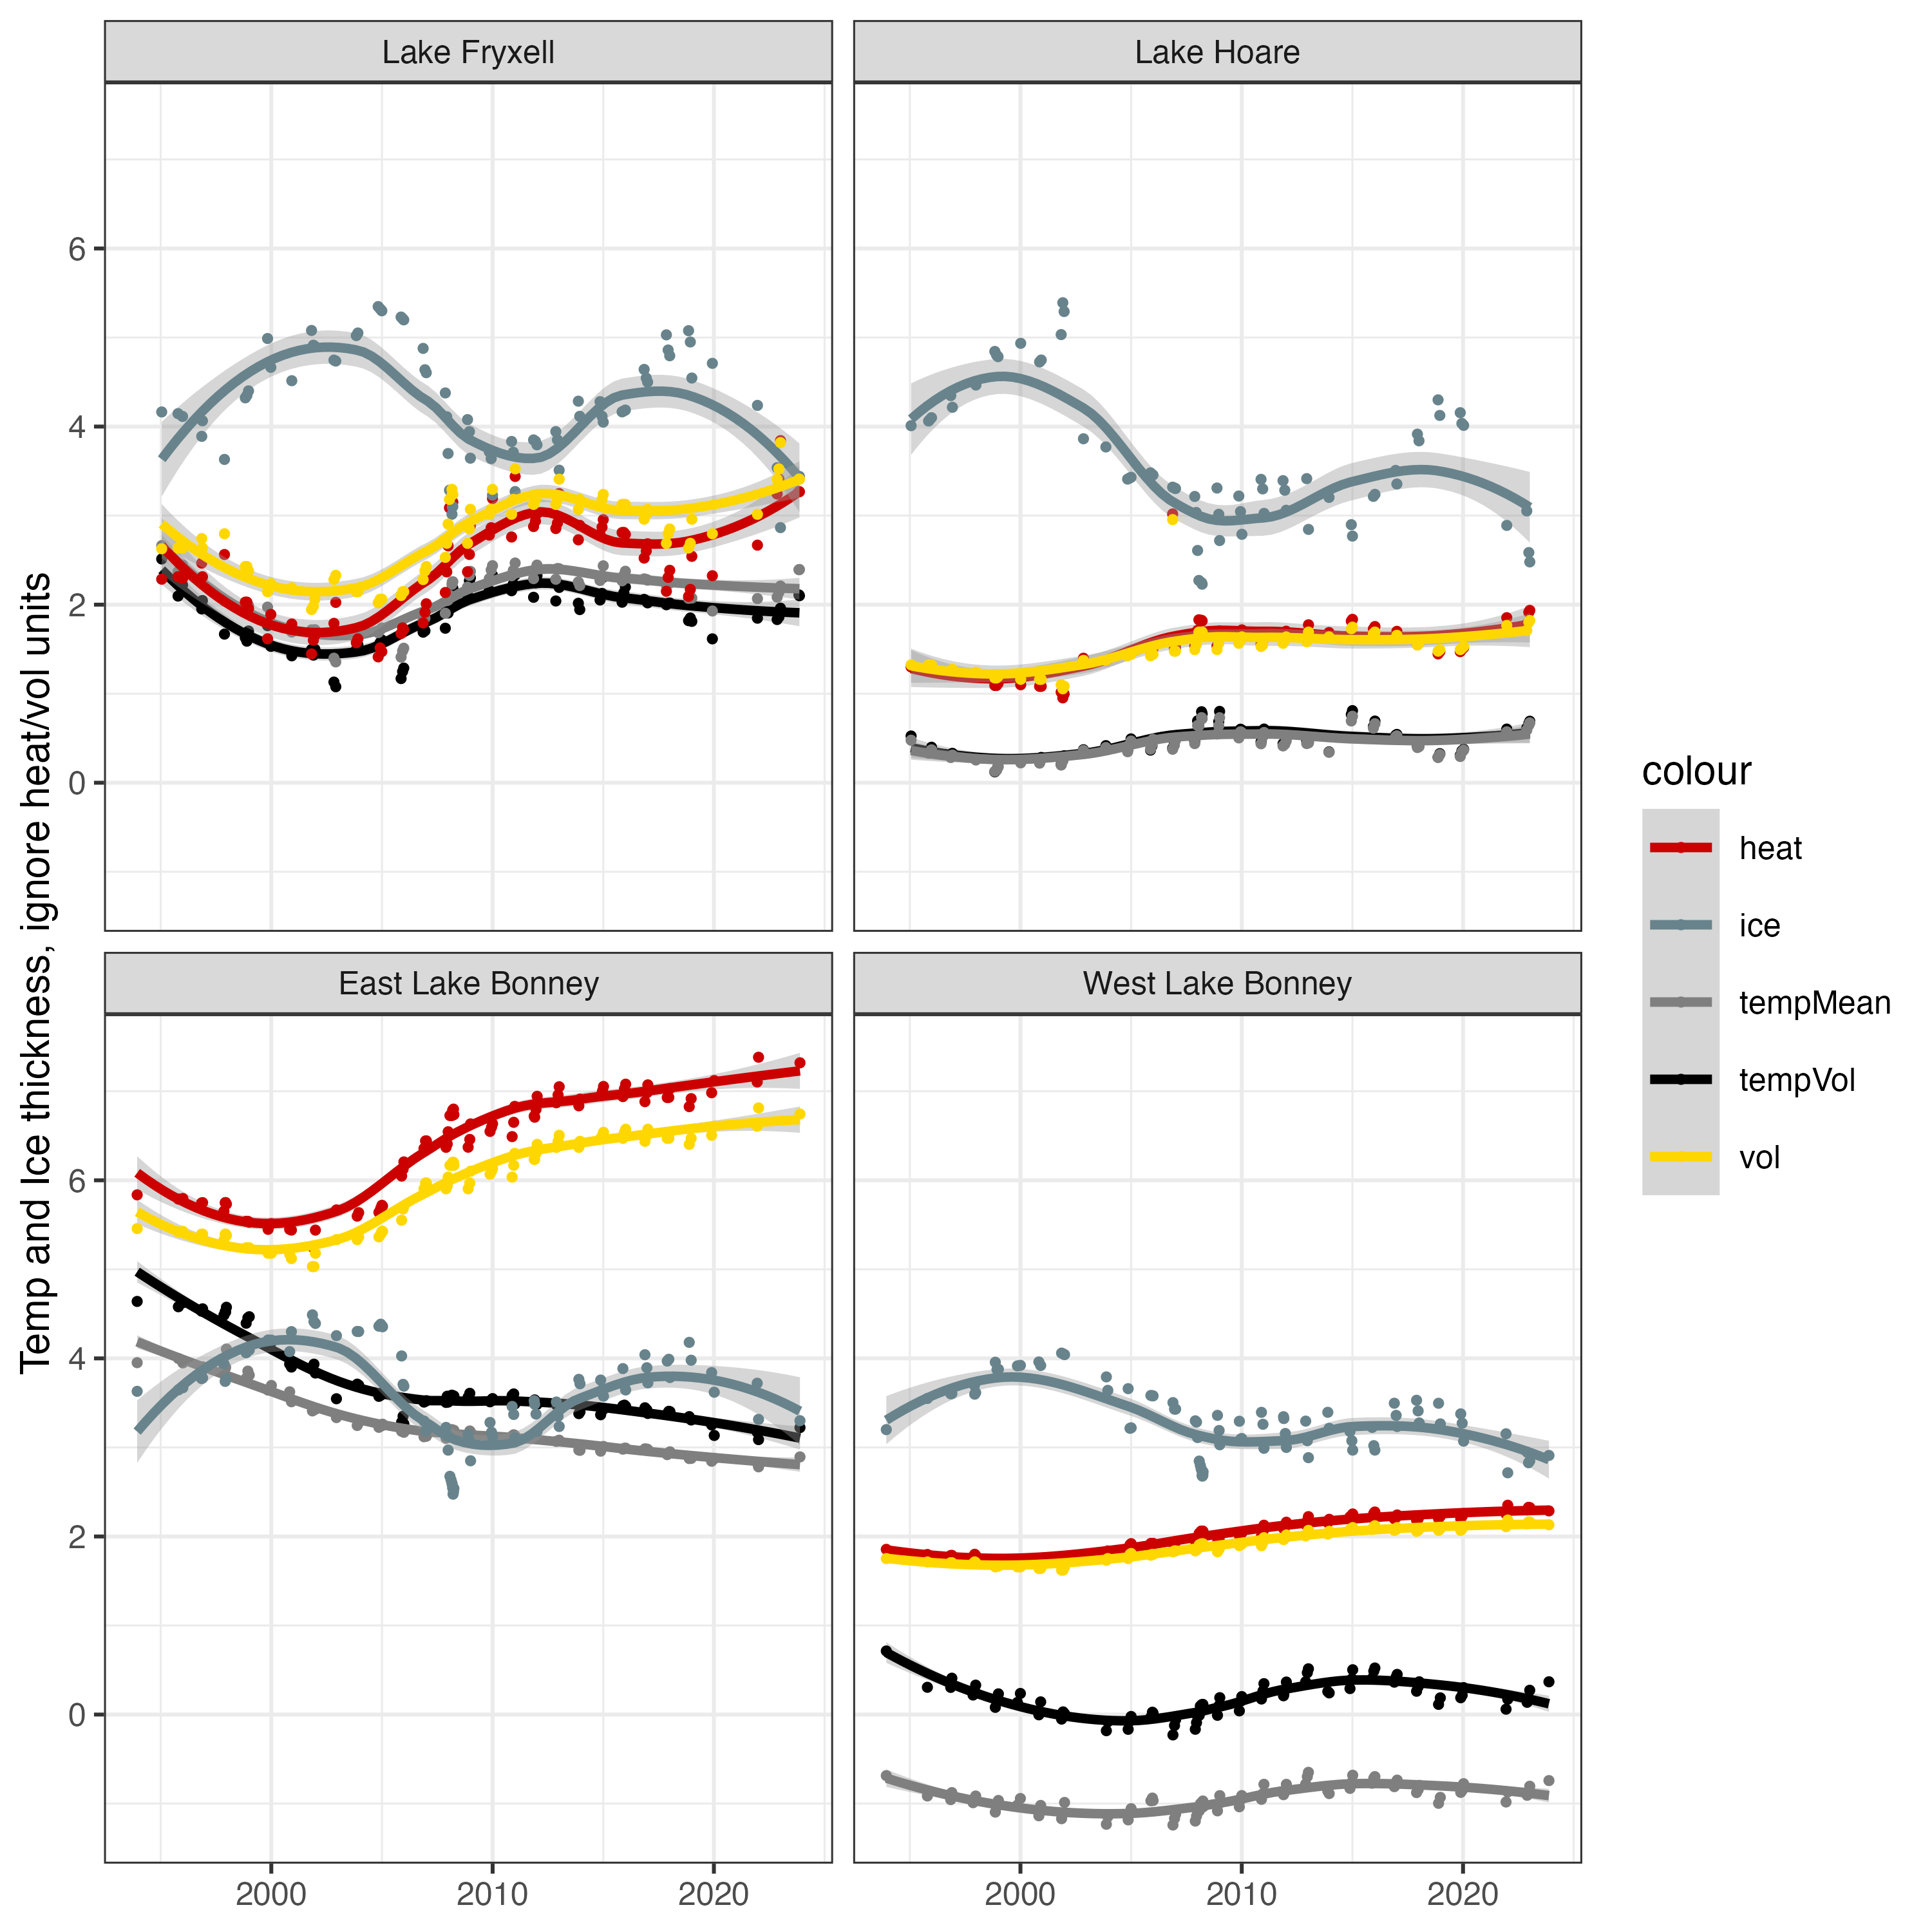 Lake Fryxell
Lake Hoare
6
4
2
0
East Lake Bonney
West Lake Bonney
6
4
2
0
2000
2010
2020
2000
2010
2020
Temp and Ice thickness, ignore heat/vol units
colour
heat
ice
tempMean
tempVol
vol